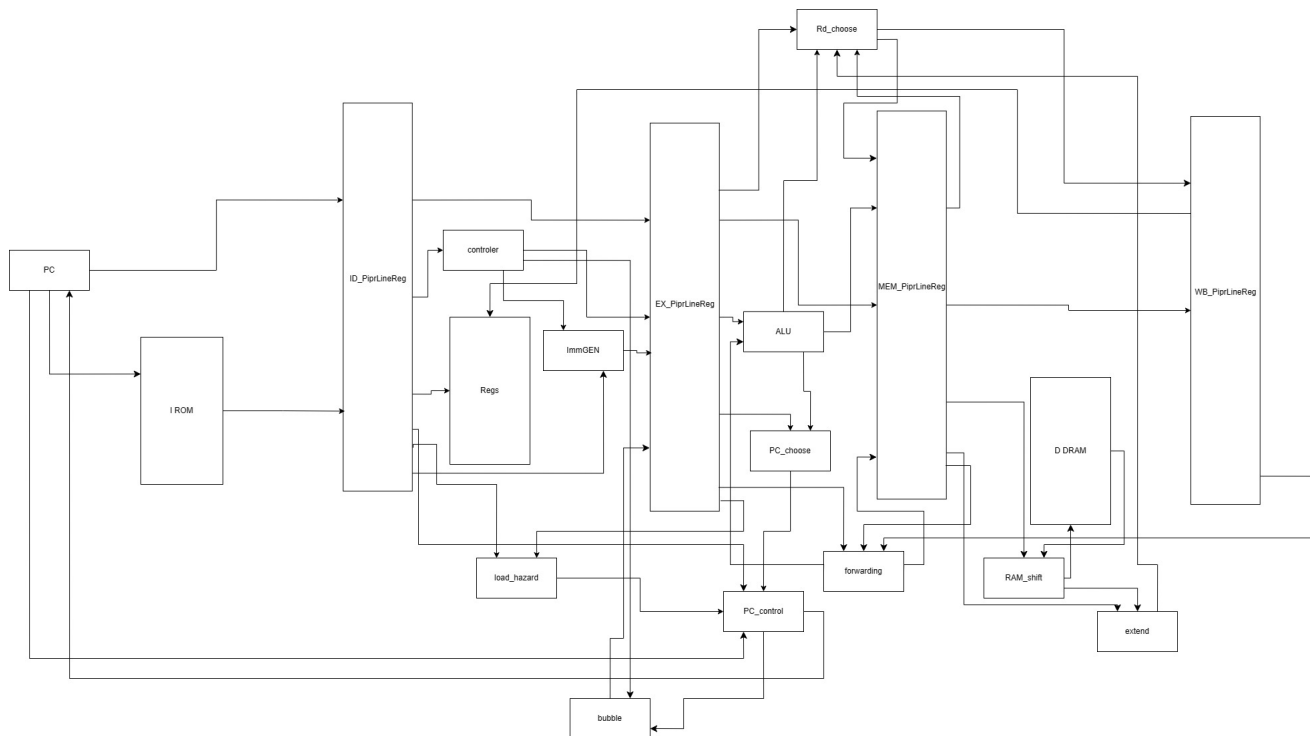 Rd_choose
PC
ID_PiprLineReg
controler
EX_PiprLineReg
MEM_PiprLineReg
WB_PiprLineReg
ALU
ImmGEN
Regs
I ROM
PC_choose
D DRAM
load_hazard
forwarding
RAM_shift
PC_control
extend
bubble